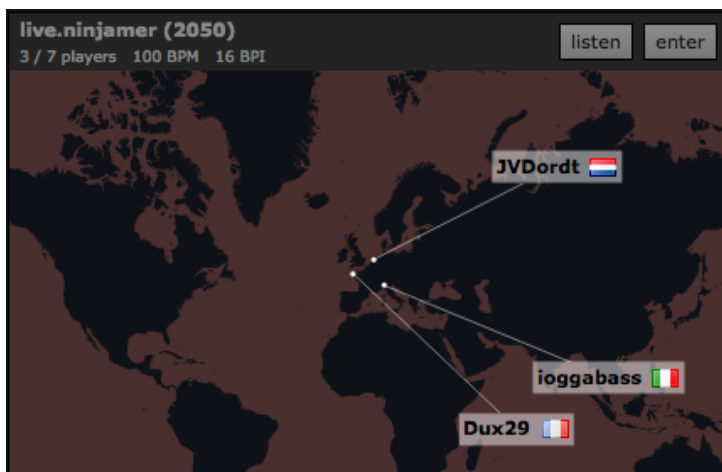 live.ninjamer (2050)
3 / 7 players 100 BPM 16 BPI
listen
enter
JVDordt
ioggabass
Dux29